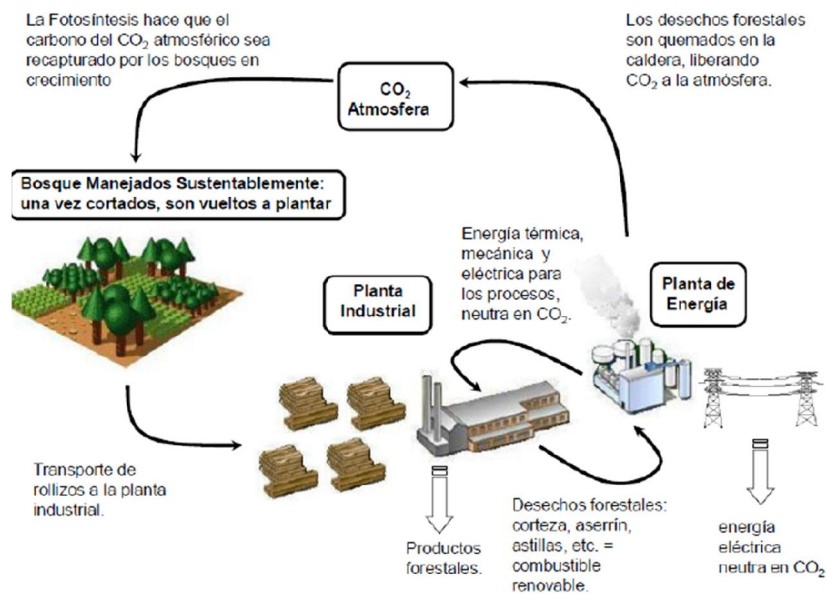 La Fotosíntesis hace que el
carbono del CO₂ atmosférico sea
recapturado por los bosques en
crecimiento
Los desechos forestales
son quemados en la
caldera, liberando
CO₂ a la atmósfera.
CO₂
Atmosfera
Bosque Manejados Sustentablemente:
una vez cortados, son vueltos a plantar
Energía térmica,
mecánica y
eléctrica para
los procesos,
neutra en CO₂.
Planta
Industrial
Planta de
Energía
Transporte de
rollizos a la planta
industrial.
Productos
forestales.
Desechos forestales:
corteza, aserrín,
astillas, etc. =
combustible
renovable.
energía
eléctrica
neutra en CO₂